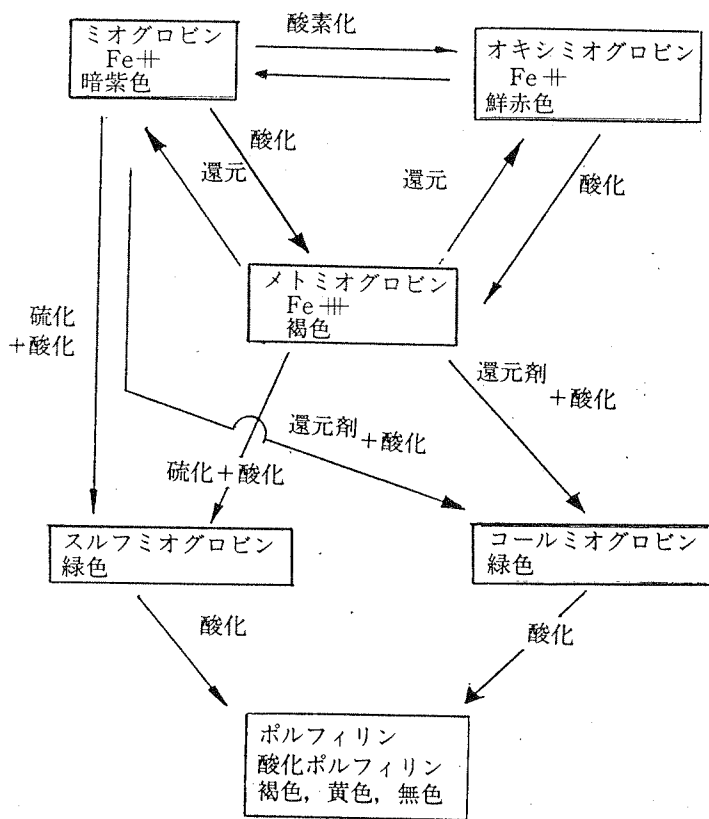 ミオグロビン
Fe++
暗紫色
酸素化
オキシミオグロビン
Fe++
鮮赤色
酸化
還元
還元
酸化
メトミオグロビン
Fe+++
褐色
硫化
+酸化
還元剤
+酸化
還元剤
+酸化
硫化+酸化
スルフミオグロビン
緑色
コールミオグロビン
緑色
酸化
酸化
ポルフィリン
酸化ポルフィリン
褐色,黄色,無色